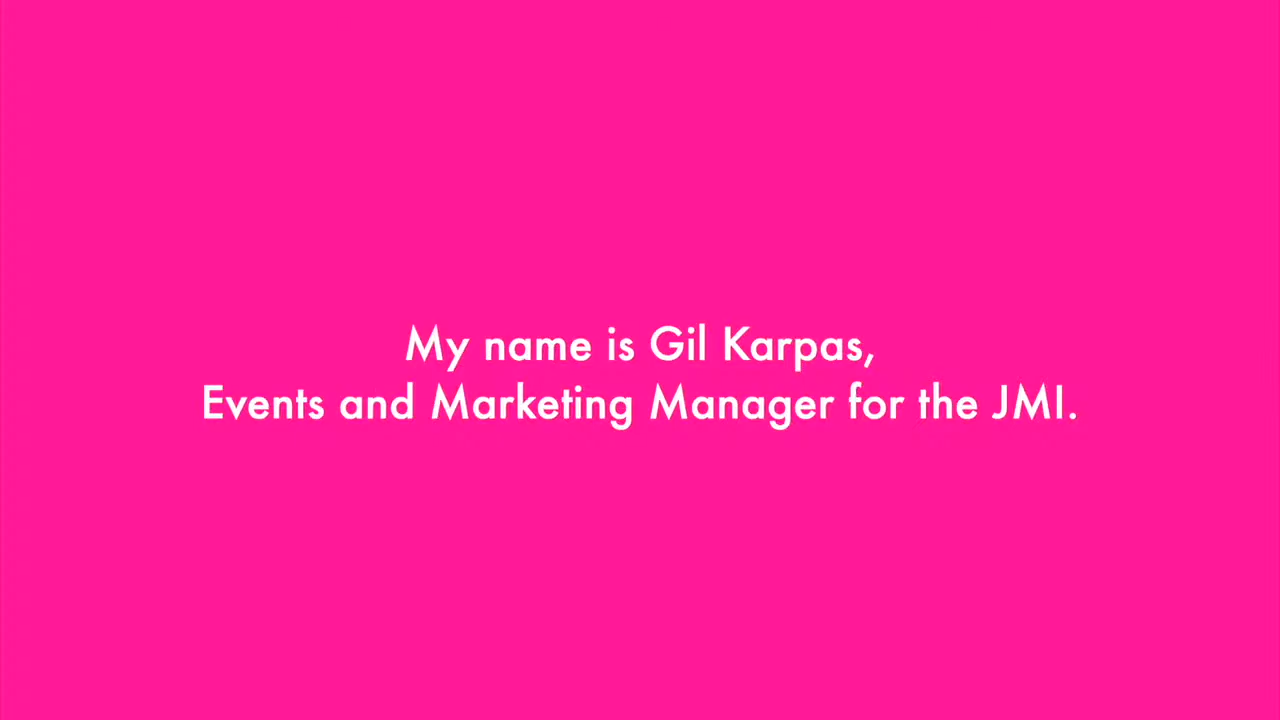 My name is Gil Karpas,
Events and Marketing Manager for the JMI.